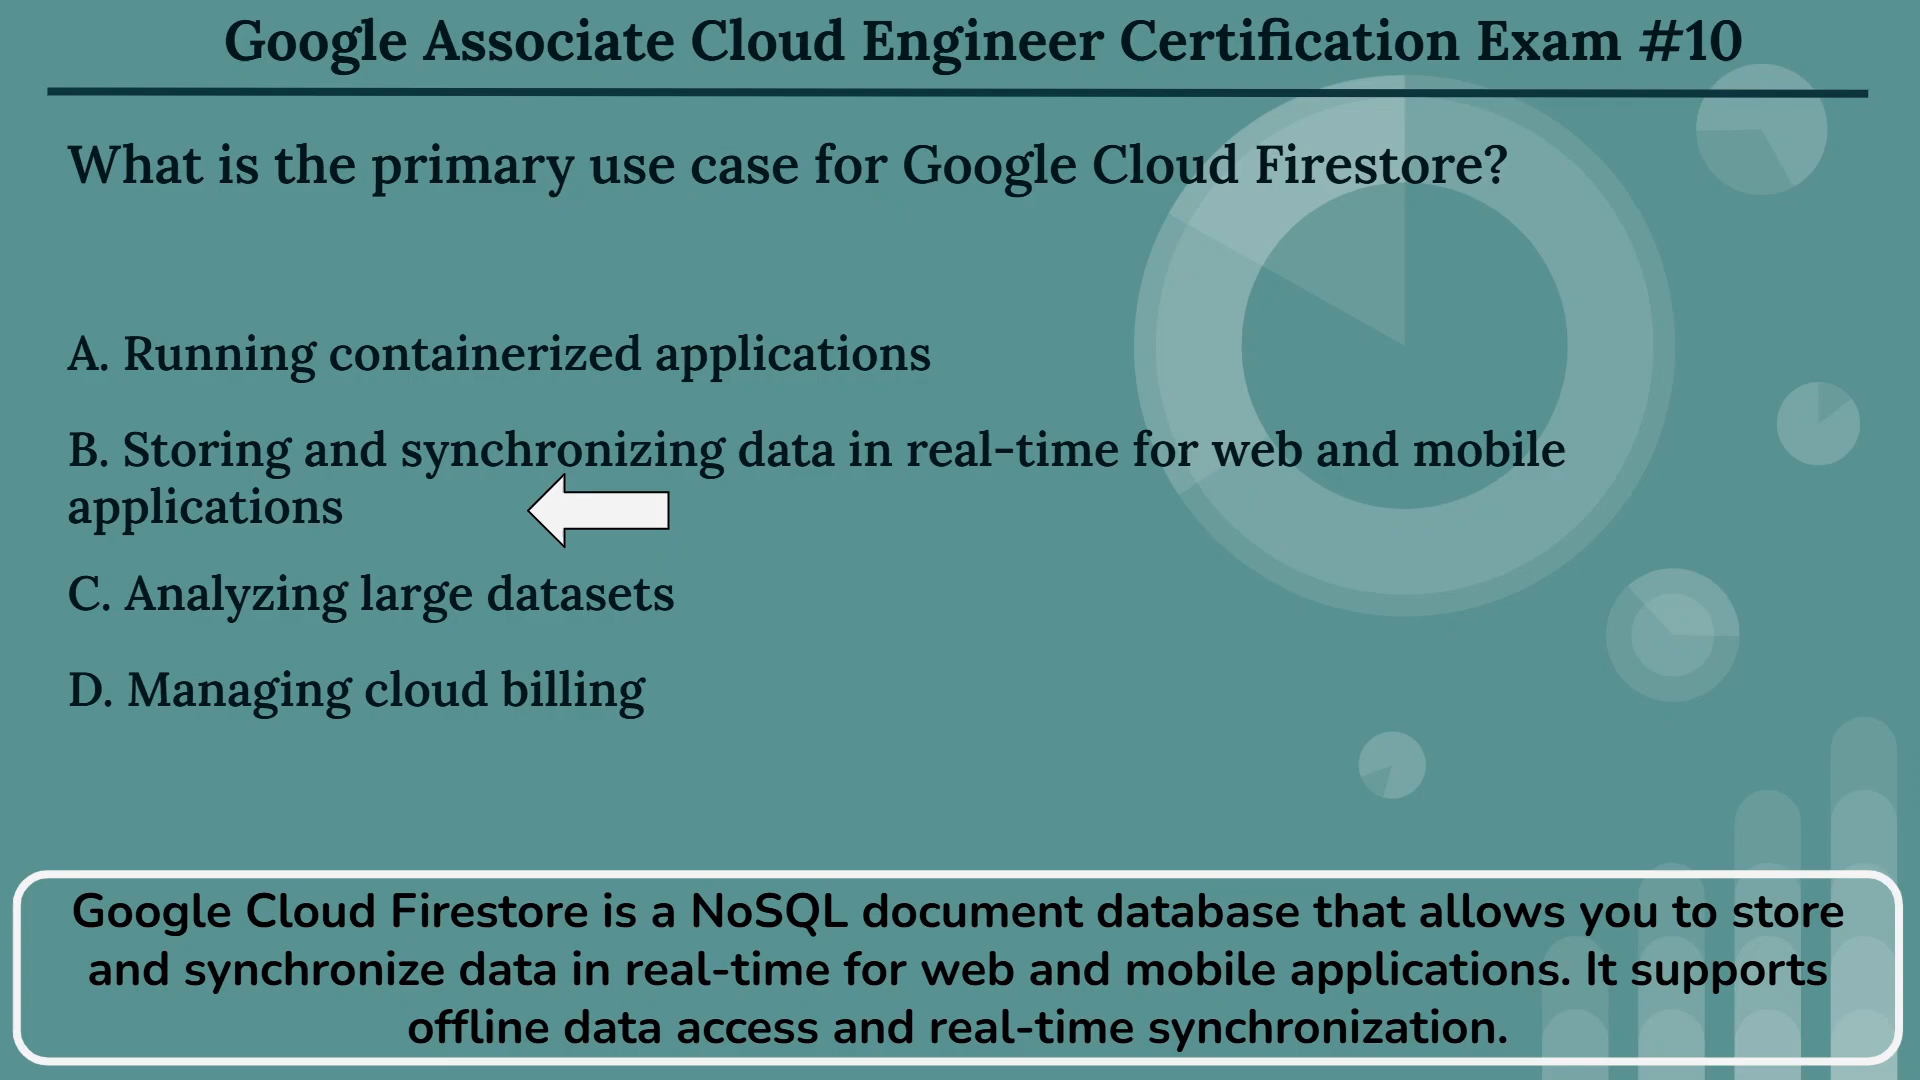 Google Associate Cloud Engineer Certification Exam #10
What is the primary use case for Google Cloud Firestore?
A. Running containerized applications
B. Storing and synchronizing data in real-time for web and mobile
applications
C. Analyzing large datasets
D. Managing cloud billing
Google Cloud Firestore is a NoSQL document database that allows you to store
and synchronize data in real-time for web and mobile applications. It supports
offline data access and real-time synchronization.